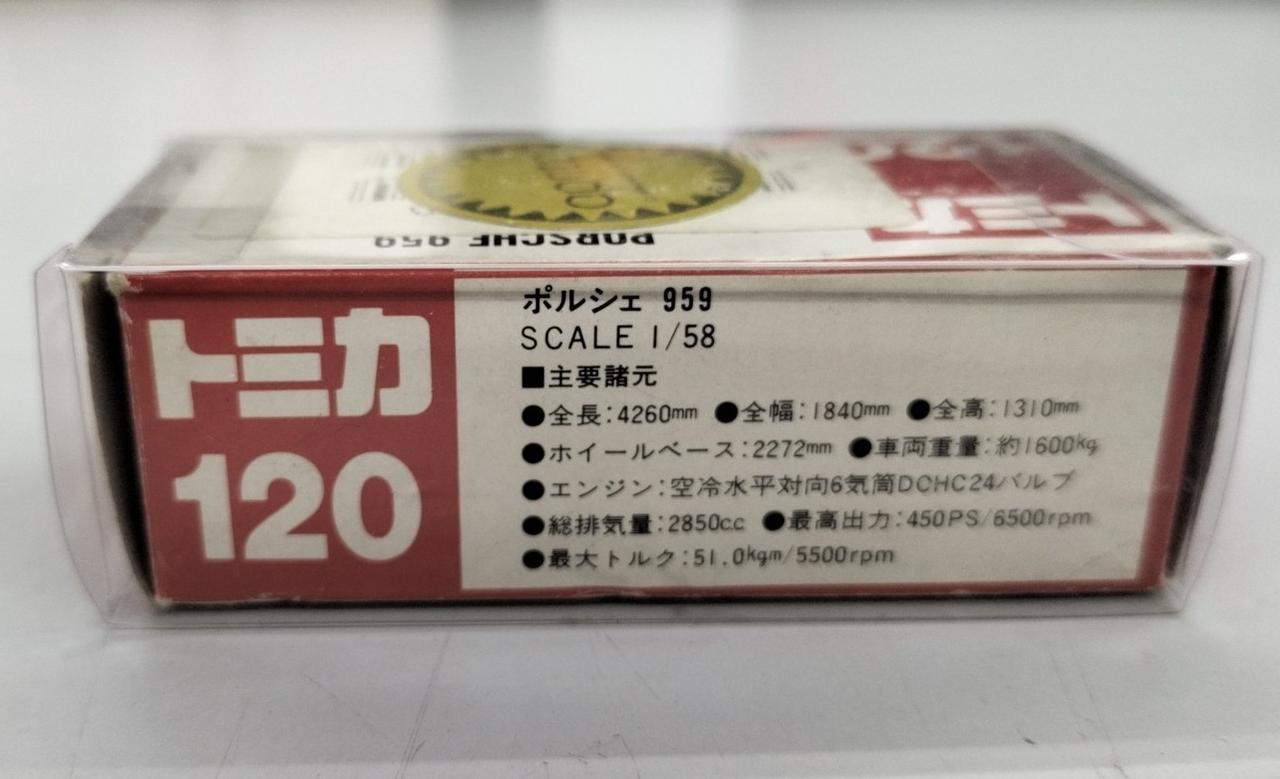 PORSCHE 959
トミカ
トミカ
120
ポルシェ 959
SCALE 1/58
■主要諸元
●全長:4260mm ●全幅:1840mm ●全高:1310mm
●ホイールベース:2272mm ●車両重量:約1600kg
●エンジン:空冷水平対向6気筒DCHC24バルブ
●総排気量:2850cc ●最高出力:450PS/6500rpm
●最大トルク:51.0kgm/5500rpm